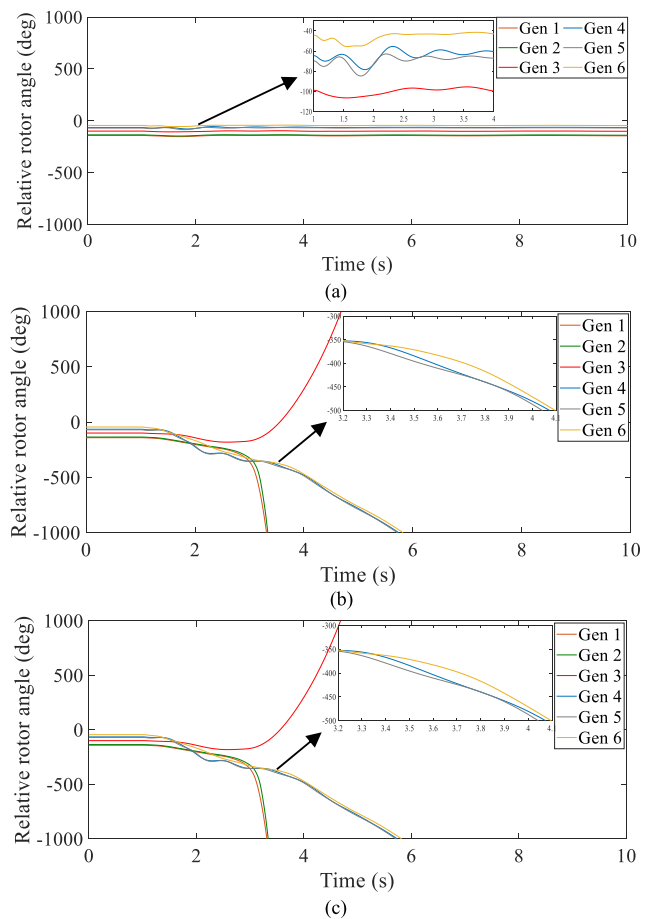 Relative rotor angle (deg)
1000
500
0
-500
-1000
0 2 4 6 8 10
Time (s)
-40
-60
-80
-100
-120
1 1.5 2 2.5 3 3.5 4
Gen 1 Gen 4
Gen 2 Gen 5
Gen 3 Gen 6
(a)
Relative rotor angle (deg)
1000
500
0
-500
-1000
0 2 4 6 8 10
Time (s)
-300
-350
-400
-450
-500
3.2 3.3 3.4 3.5 3.6 3.7 3.8 3.9 4 4.1
Gen 1
Gen 2
Gen 3
Gen 4
Gen 5
Gen 6
(b)
Relative rotor angle (deg)
1000
500
0
-500
-1000
0 2 4 6 8 10
Time (s)
-300
-350
-400
-450
-500
3.2 3.3 3.4 3.5 3.6 3.7 3.8 3.9 4
Gen 1
Gen 2
Gen 3
Gen 4
Gen 5
Gen 6
(c)